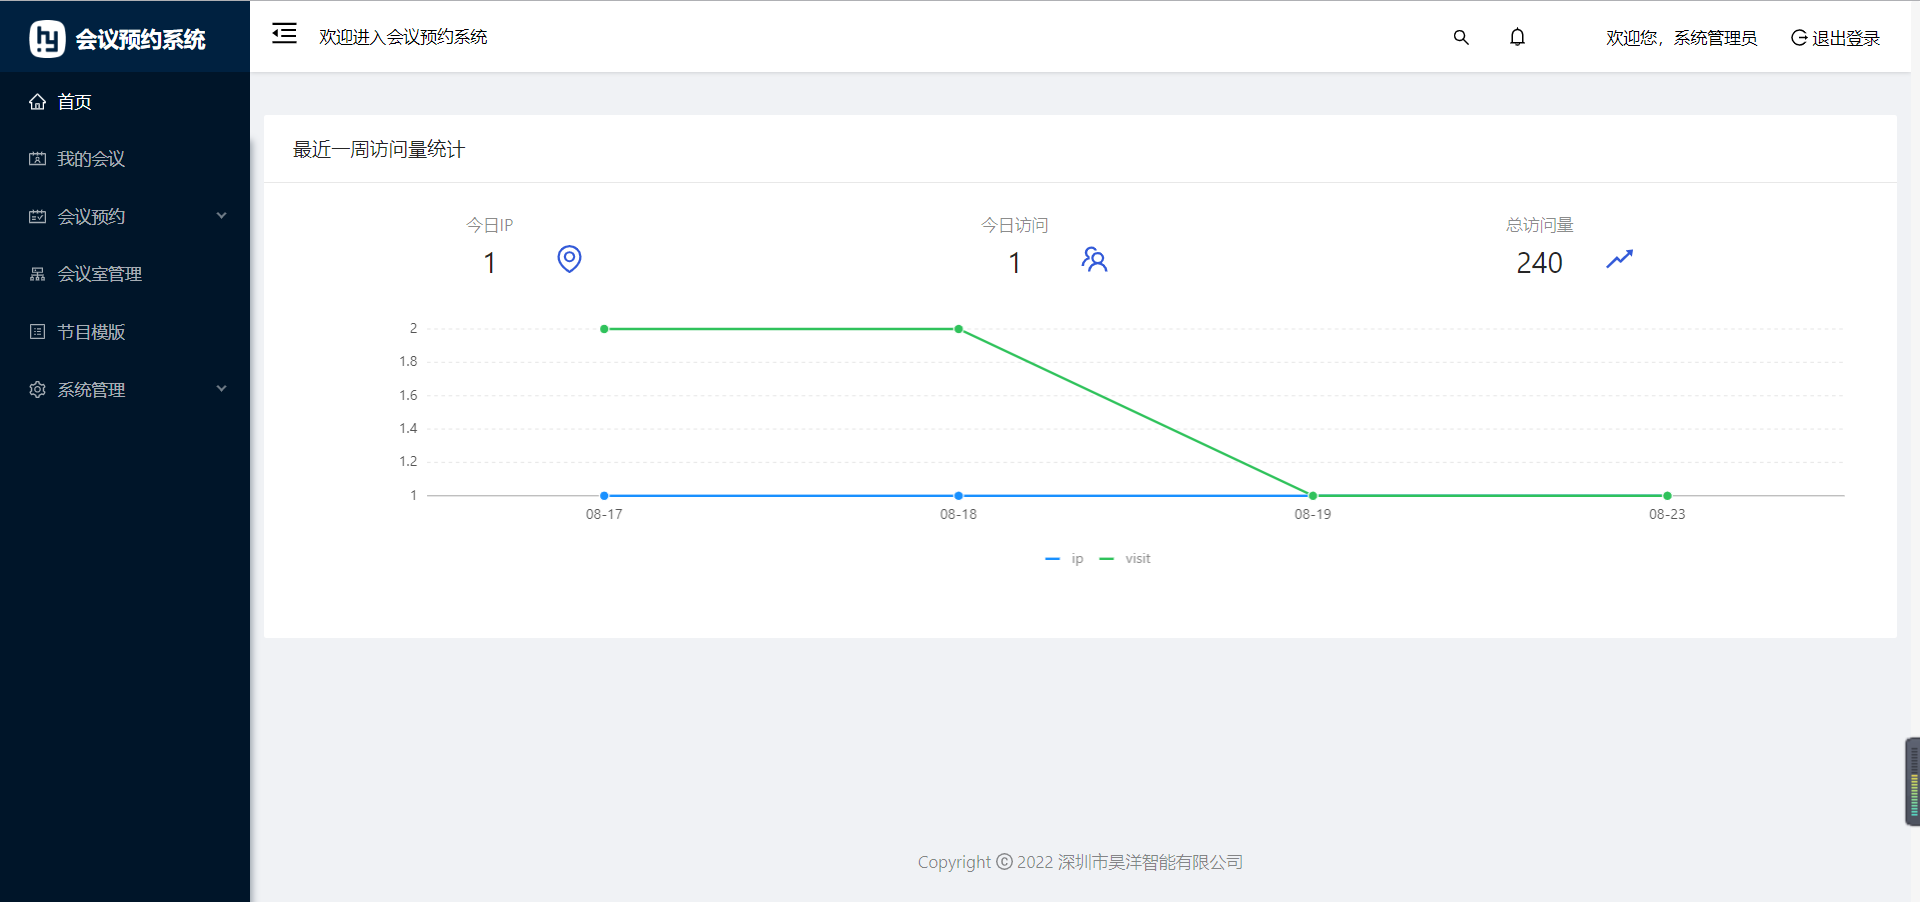 会议预约系统
首页
我的会议
会议预约
会议室管理
节目模版
系统管理
欢迎进入会议预约系统
欢迎您，系统管理员
退出登录
最近一周访问量统计
今日IP
1
今日访问
1
总访问量
240
2
1.8
1.6
1.4
1.2
1
08-17
08-18
08-19
08-23
ip
visit
Copyright © 2022 深圳市昊洋智能有限公司